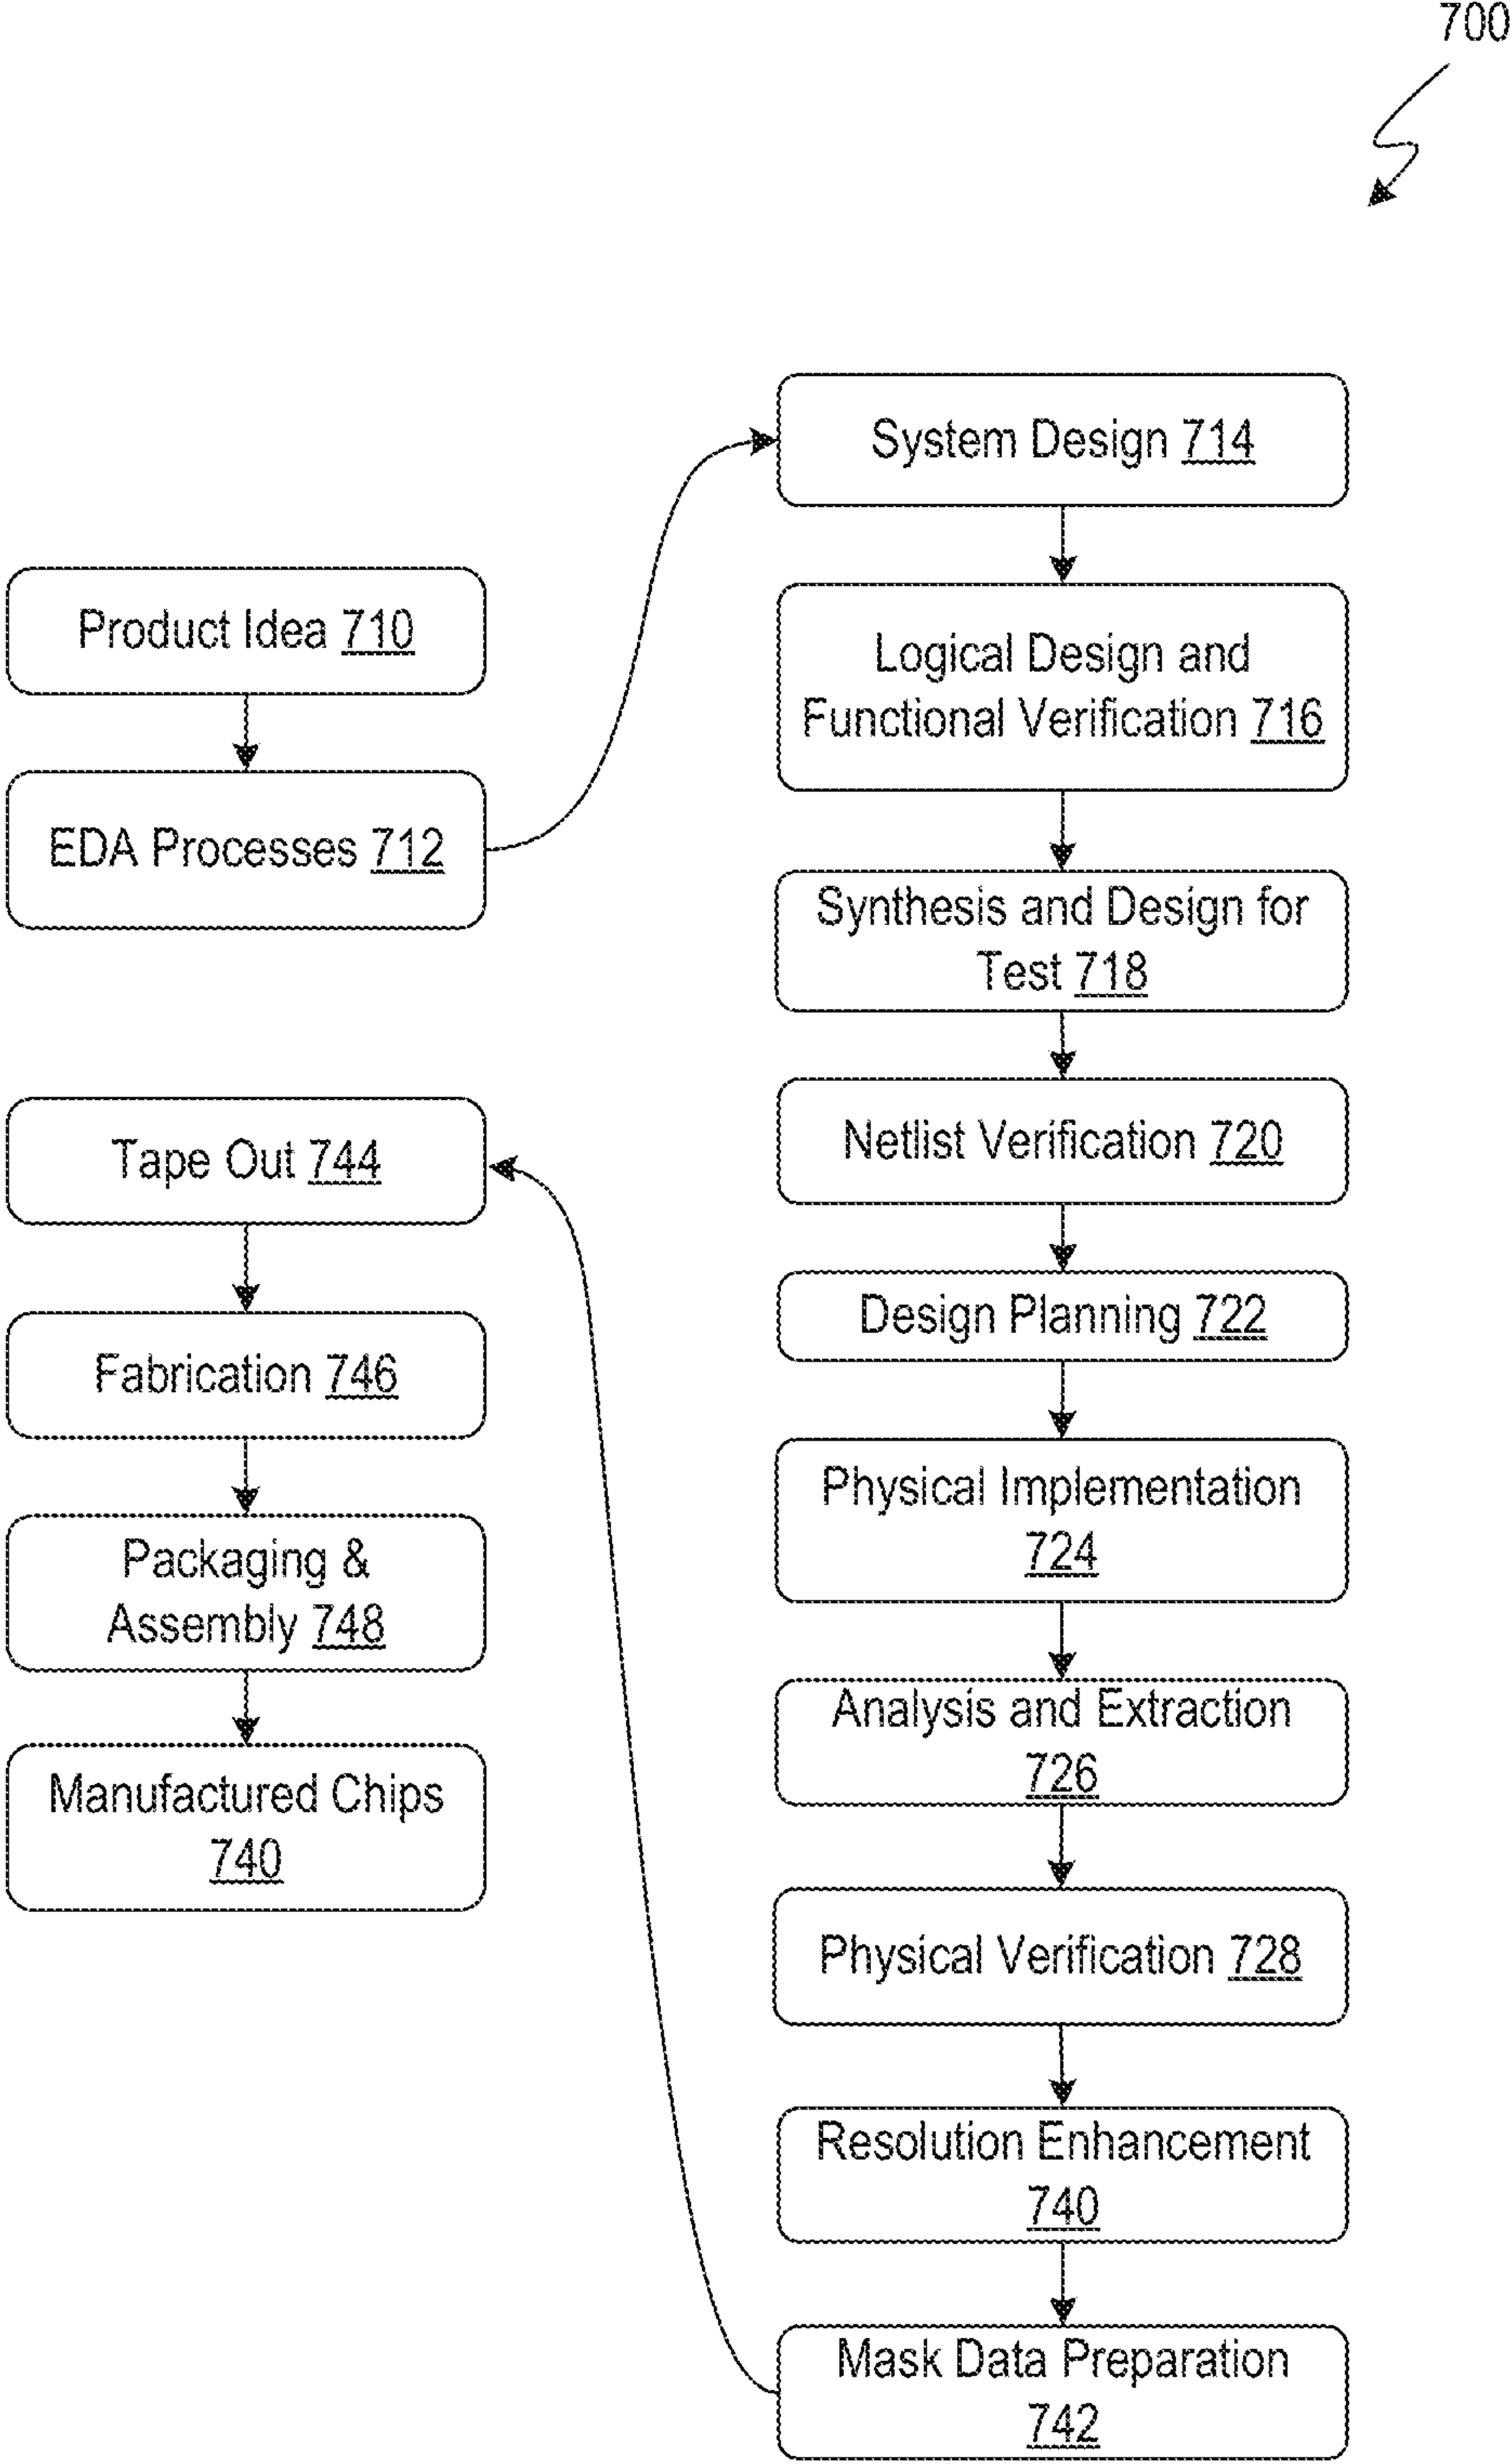 700
Product Idea 710
EDA Processes 712
System Design 714
Logical Design and
Functional Verification 716
Synthesis and Design for
Test 718
Netlist Verification 720
Design Planning 722
Physical Implementation
724
Analysis and Extraction
726
Physical Verification 728
Resolution Enhancement
740
Mask Data Preparation
742
Tape Out 744
Fabrication 746
Packaging &
Assembly 748
Manufactured Chips
740